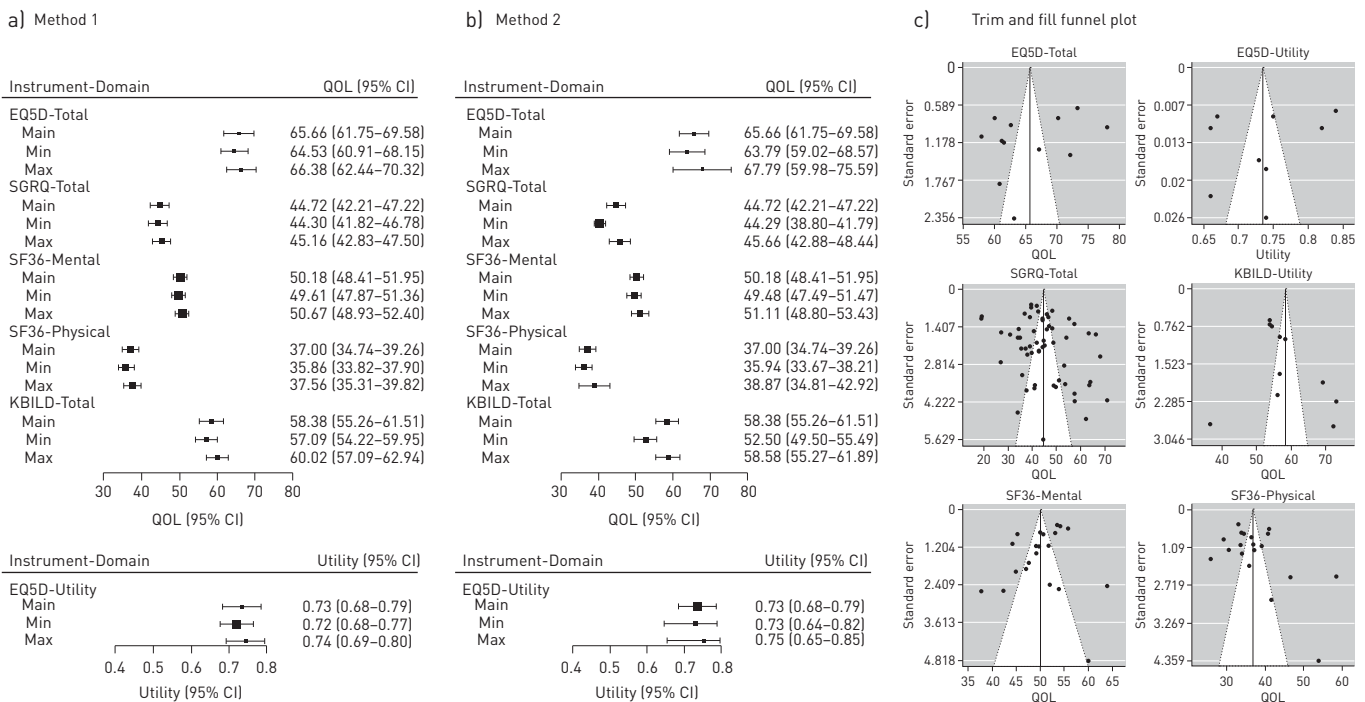 a) Method 1
Instrument-Domain QOL (95% CI)
EQ5D-Total
Main 65.66 (61.75–69.58)
Min 64.53 (60.91–68.15)
Max 66.38 (62.44–70.32)
SGRQ-Total
Main 44.72 (42.21–47.22)
Min 44.30 (41.82–46.78)
Max 45.16 (42.83–47.50)
SF36-Mental
Main 50.18 (48.41–51.95)
Min 49.61 (47.87–51.36)
Max 50.67 (48.93–52.40)
SF36-Physical
Main 37.00 (34.74–39.26)
Min 35.86 (33.82–37.90)
Max 37.56 (35.31–39.82)
KBILD-Total
Main 58.38 (55.26–61.51)
Min 57.09 (54.22–59.95)
Max 60.02 (57.09–62.94)
30 40 50 60 70 80
QOL (95% CI)
Instrument-Domain Utility (95% CI)
EQ5D-Utility
Main 0.73 (0.68–0.79)
Min 0.72 (0.68–0.77)
Max 0.74 (0.69–0.80)
0.4 0.5 0.6 0.7 0.8
Utility (95% CI)
b) Method 2
Instrument-Domain QOL (95% CI)
EQ5D-Total
Main 65.66 (61.75–69.58)
Min 63.79 (59.02–68.57)
Max 67.79 (59.98–75.59)
SGRQ-Total
Main 44.72 (42.21–47.22)
Min 44.29 (38.80–41.79)
Max 45.66 (42.88–48.44)
SF36-Mental
Main 50.18 (48.41–51.95)
Min 49.48 (47.49–51.47)
Max 51.11 (48.80–53.43)
SF36-Physical
Main 37.00 (34.74–39.26)
Min 35.94 (33.67–38.21)
Max 38.87 (34.81–42.92)
KBILD-Total
Main 58.38 (55.26–61.51)
Min 52.50 (49.50–55.49)
Max 58.58 (55.27–61.89)
30 40 50 60 70 80
QOL (95% CI)
Instrument-Domain Utility (95% CI)
EQ5D-Utility
Main 0.73 (0.68–0.79)
Min 0.73 (0.64–0.82)
Max 0.75 (0.65–0.85)
0.4 0.5 0.6 0.7 0.8
Utility (95% CI)
c) Trim and fill funnel plot
EQ5D-Total
Standard error
0
0.589
1.178
1.767
2.356
55 60 65 70 75 80
QOL
EQ5D-Utility
Standard error
0
0.007
0.013
0.02
0.026
0.65 0.7 0.75 0.8 0.85
Utility
SGRQ-Total
Standard error
0
1.407
2.814
4.222
5.629
20 30 40 50 60 70
QOL
KBILD-Utility
Standard error
0
0.762
1.523
2.285
3.046
40 50 60 70
QOL
SF36-Mental
Standard error
0
1.204
2.409
3.613
4.818
35 40 45 50 55 60 65
QOL
SF36-Physical
Standard error
0
1.09
2.719
3.269
4.359
30 40 50 60
QOL